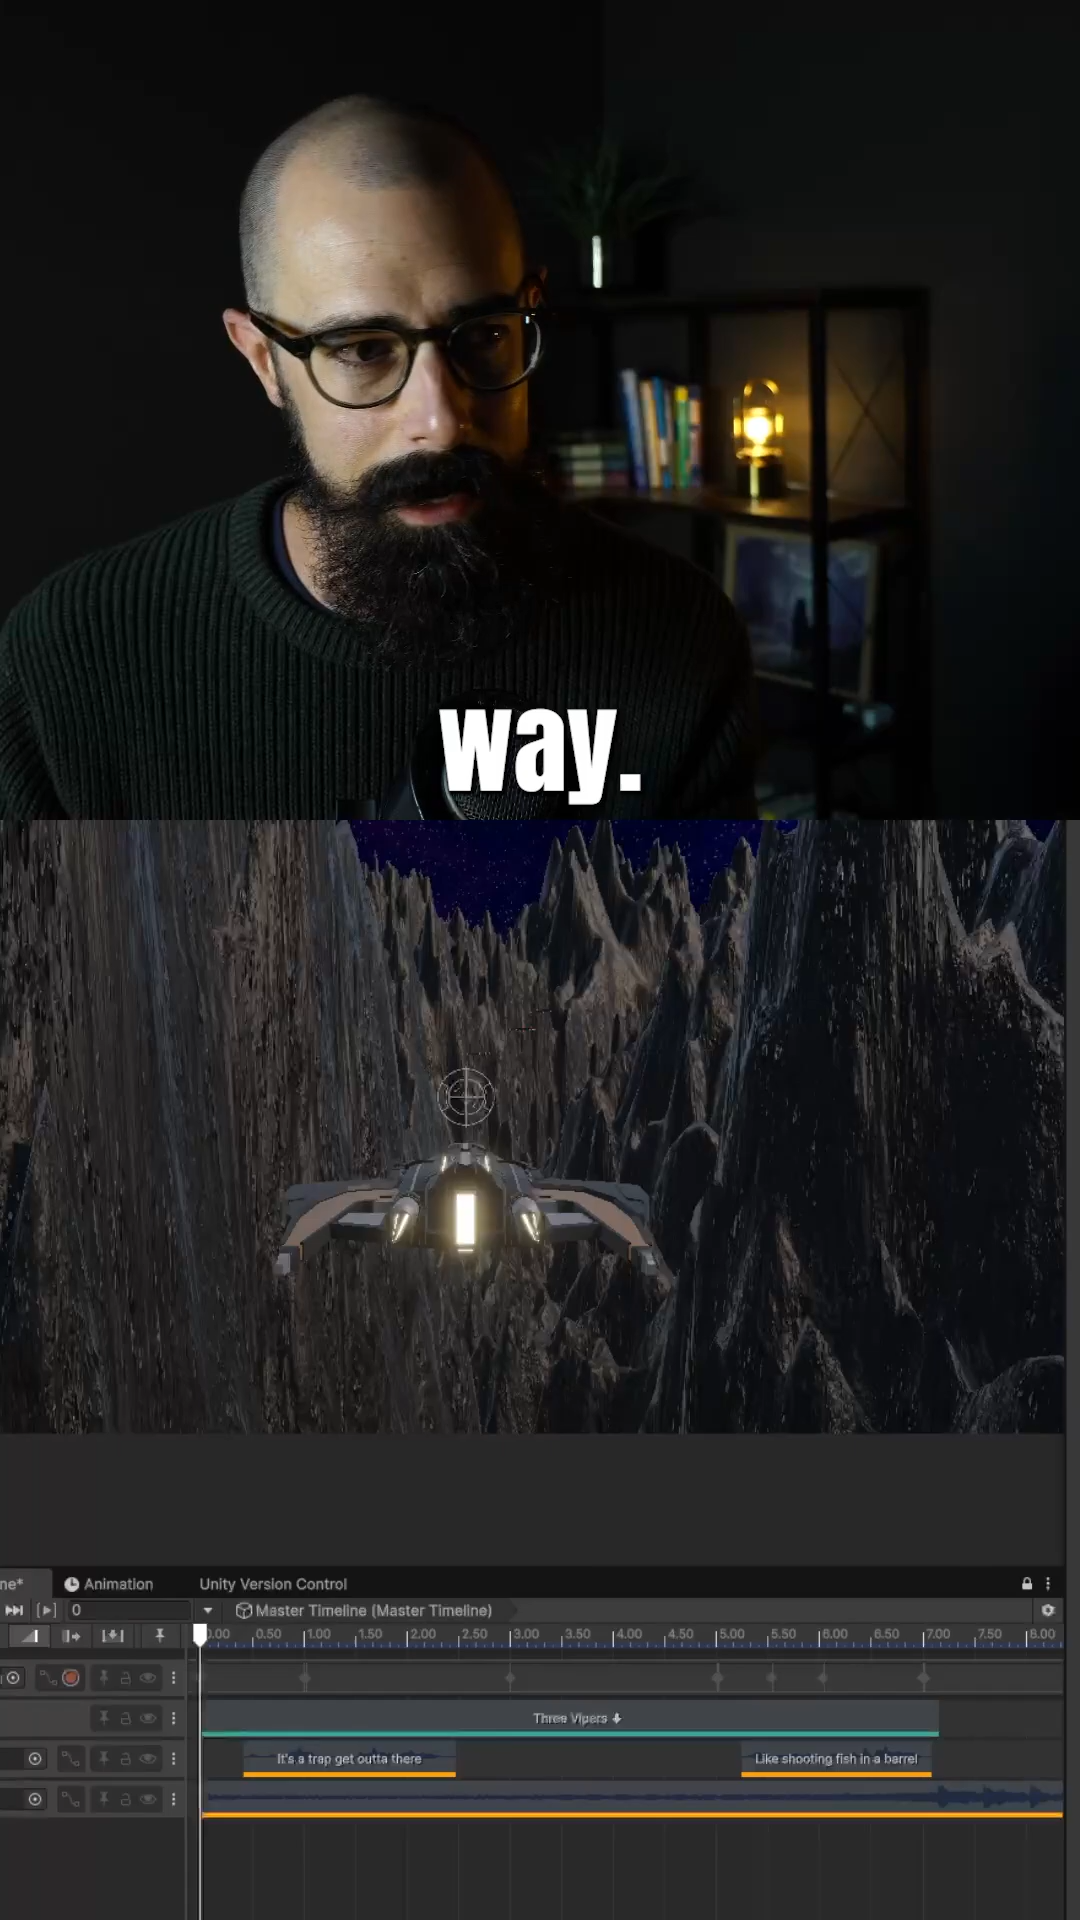 way.
ne*
Animation
Unity Version Control
0
Master Timeline (Master Timeline)
0.00 0.50 1.00 1.50 2.00 2.50 3.00 3.50 4.00 4.50 5.00 5.50 6.00 6.50 7.00 7.50 8.00
Three Vipers
It's a trap get outta there
Like shooting fish in a barrel